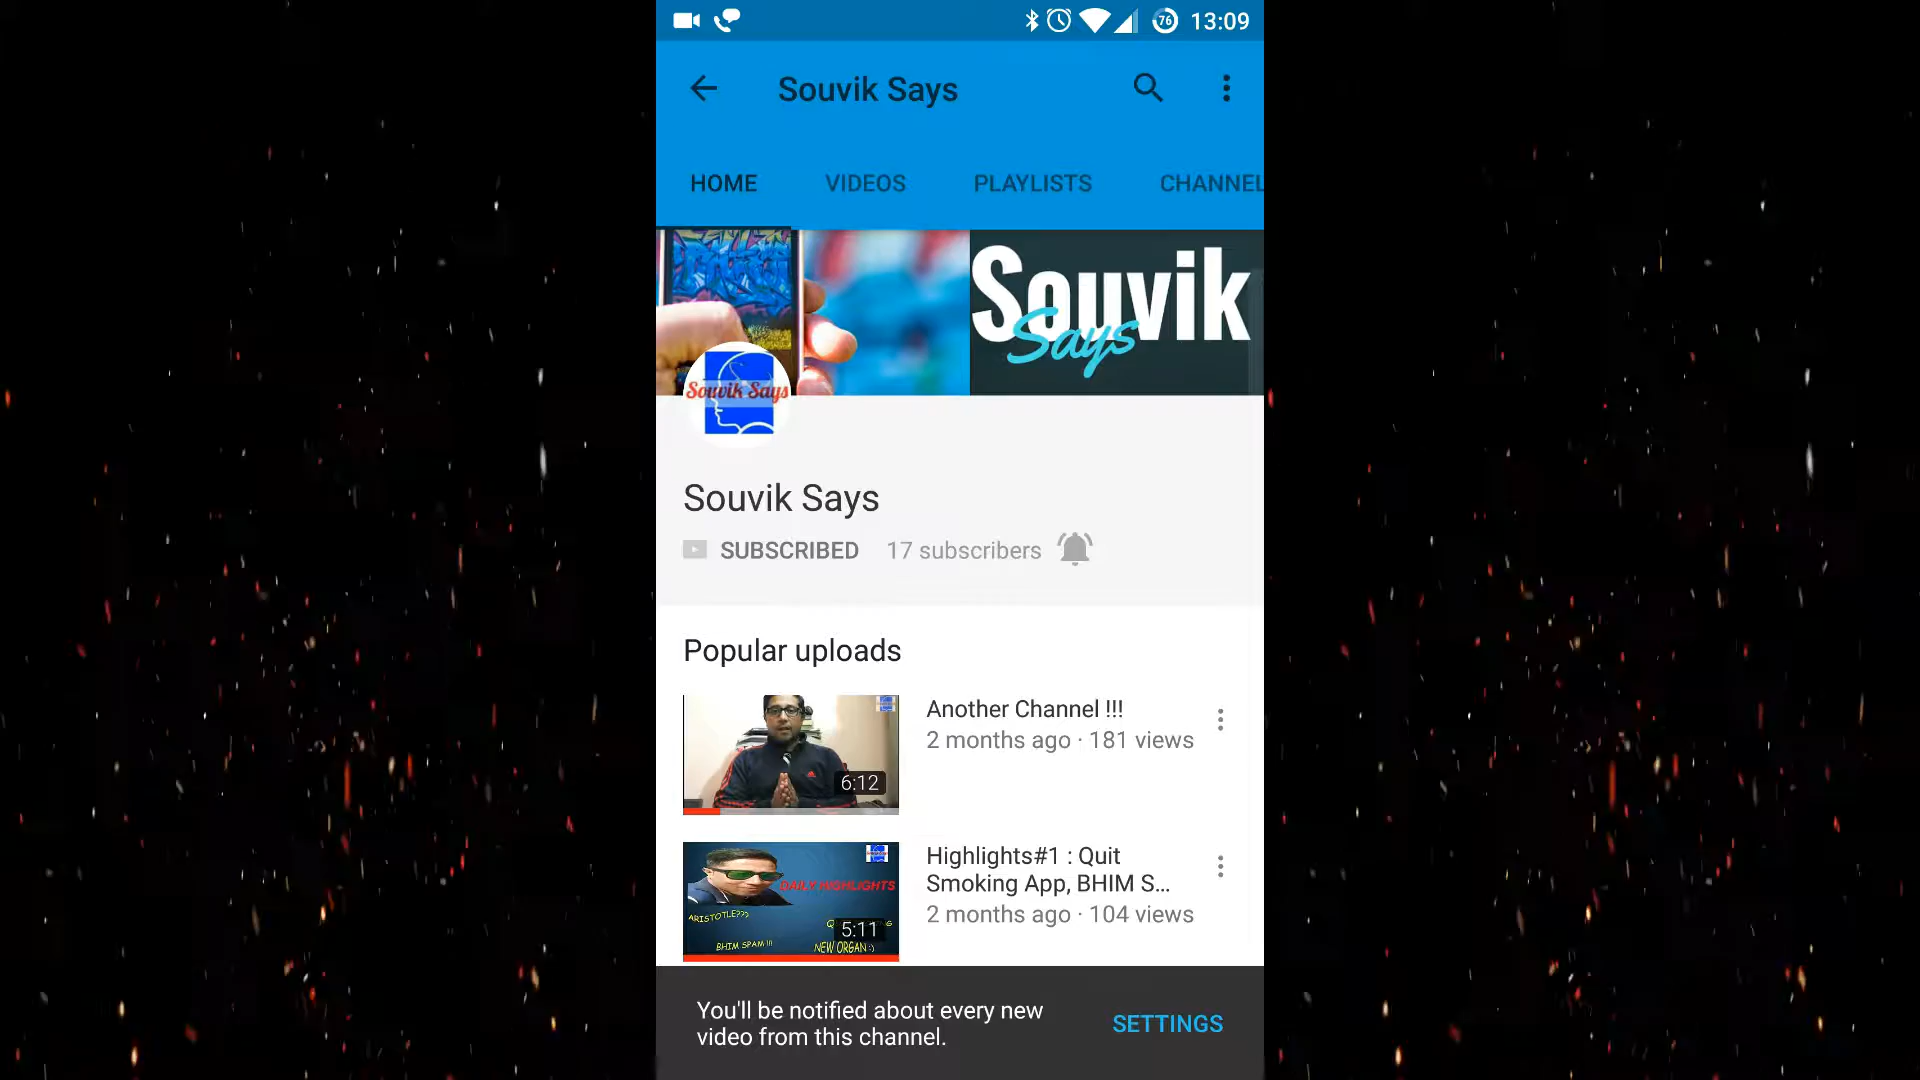 76 13:09
Souvik Says
HOME VIDEOS PLAYLISTS CHANNEL
Souvik
Says
Souvik Says
Souvik Says
SUBSCRIBED 17 subscribers
Popular uploads
Another Channel !!!
2 months ago · 181 views
6:12
Highlights#1 : Quit
Smoking App, BHIM S...
2 months ago · 104 views
DAILY HIGHLIGHTS
ARISTOTLE???
5:11
BHIM SPAM !!!
NEW ORGAN :)
You'll be notified about every new
video from this channel.
SETTINGS